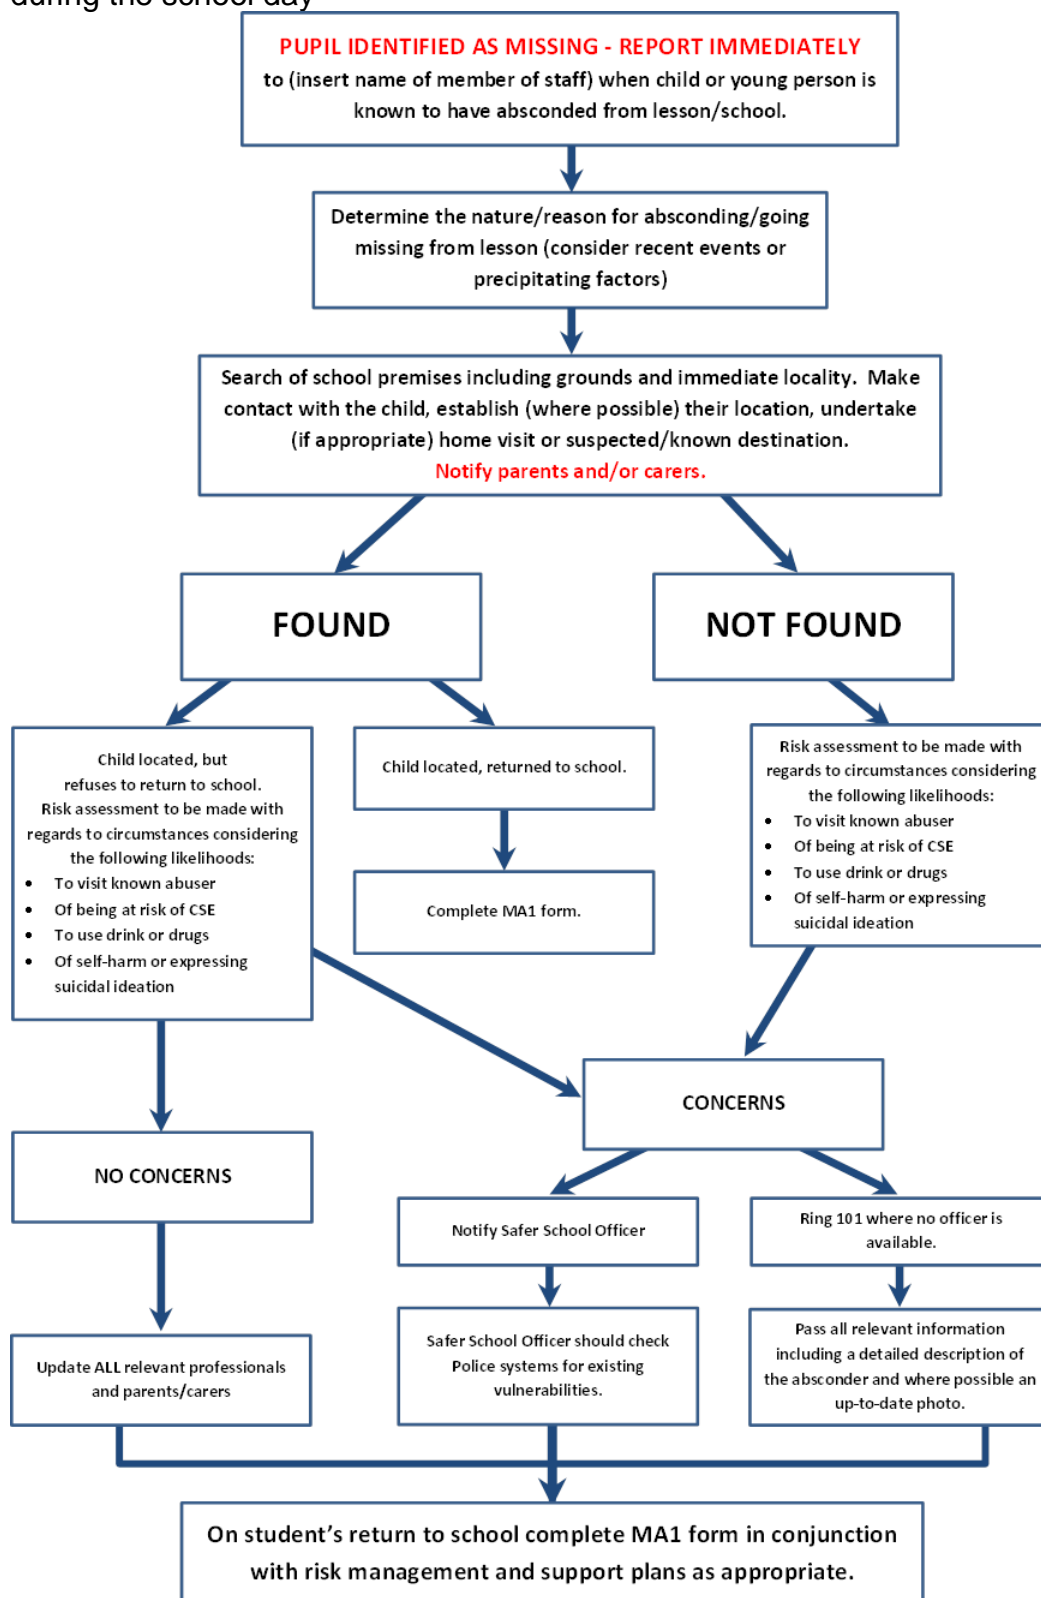 during the school day
PUPIL IDENTIFIED AS MISSING - REPORT IMMEDIATELY
to (insert name of member of staff) when child or young person is
known to have absconded from lesson/school.
Determine the nature/reason for absconding/going
missing from lesson (consider recent events or
precipitating factors)
Search of school premises including grounds and immediate locality. Make
contact with the child, establish (where possible) their location, undertake
(if appropriate) home visit or suspected/known destination.
Notify parents and/or carers.
FOUND
NOT FOUND
Child located, but
refuses to return to school.
Risk assessment to be made with
regards to circumstances considering
the following likelihoods:
• To visit known abuser
• Of being at risk of CSE
• To use drink or drugs
• Of self-harm or expressing
suicidal ideation
Child located, returned to school.
Complete MA1 form.
Risk assessment to be made with
regards to circumstances considering
the following likelihoods:
• To visit known abuser
• Of being at risk of CSE
• To use drink or drugs
• Of self-harm or expressing
suicidal ideation
CONCERNS
NO CONCERNS
Notify Safer School Officer
Ring 101 where no officer is
available.
Update ALL relevant professionals
and parents/carers
Safer School Officer should check
Police systems for existing
vulnerabilities.
Pass all relevant information
including a detailed description of
the absconder and where possible an
up-to-date photo.
On student's return to school complete MA1 form in conjunction
with risk management and support plans as appropriate.